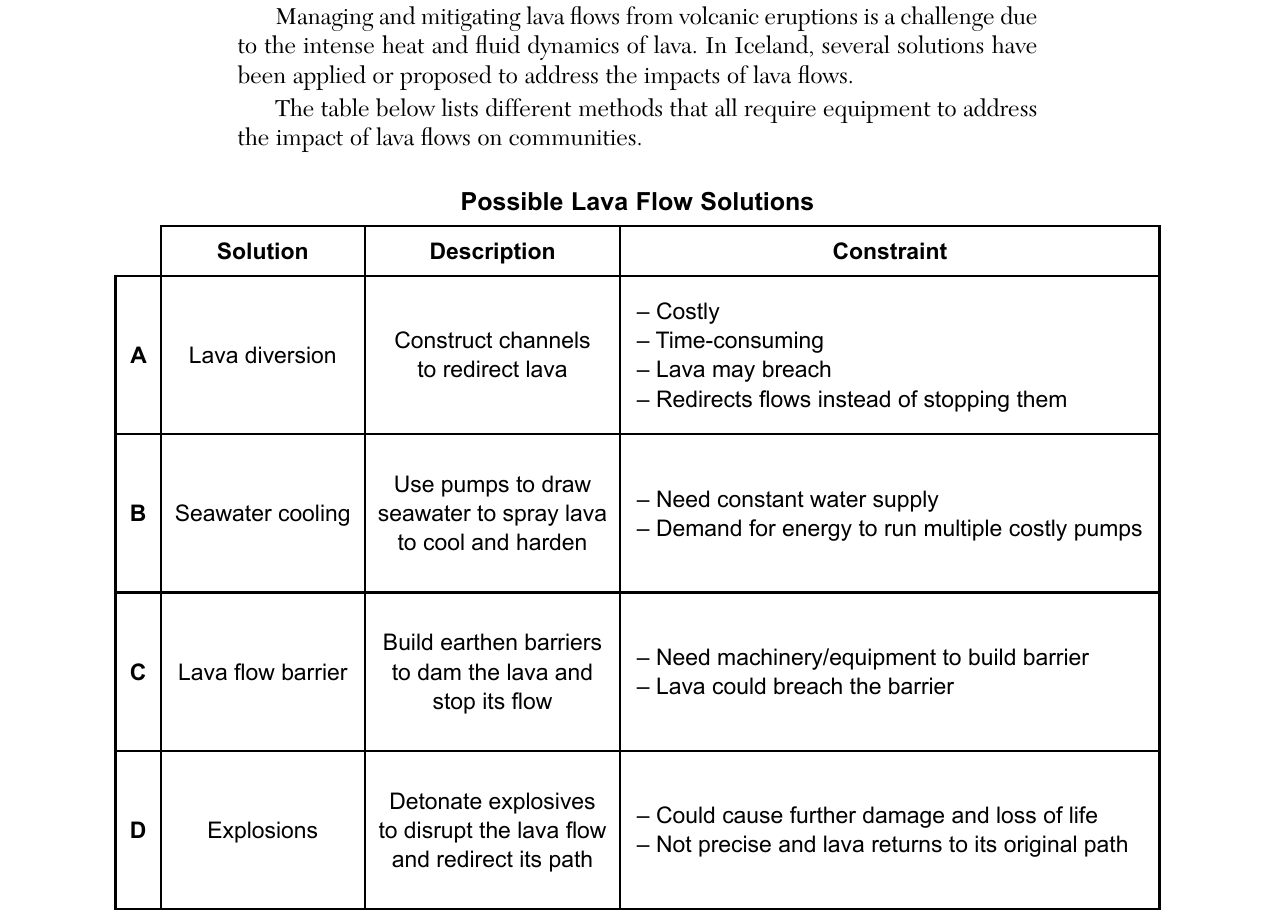 Managing and mitigating lava flows from volcanic eruptions is a challenge due
to the intense heat and fluid dynamics of lava. In Iceland, several solutions have
been applied or proposed to address the impacts of lava flows.
The table below lists different methods that all require equipment to address
the impact of lava flows on communities.
Possible Lava Flow Solutions
Solution
Description
Constraint
A
Lava diversion
Construct channels
to redirect lava
– Costly
– Time-consuming
– Lava may breach
– Redirects flows instead of stopping them
B
Seawater cooling
Use pumps to draw
seawater to spray lava
to cool and harden
– Need constant water supply
– Demand for energy to run multiple costly pumps
C
Lava flow barrier
Build earthen barriers
to dam the lava and
stop its flow
– Need machinery/equipment to build barrier
– Lava could breach the barrier
D
Explosions
Detonate explosives
to disrupt the lava flow
and redirect its path
– Could cause further damage and loss of life
– Not precise and lava returns to its original path